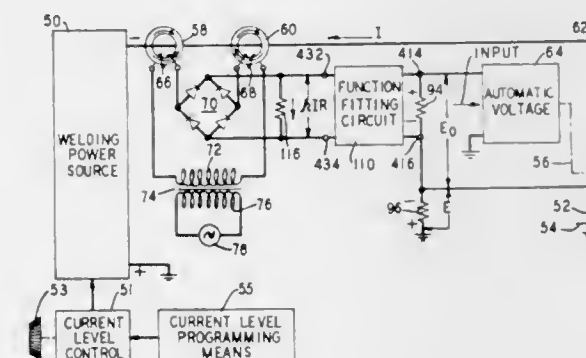 50
58
60
I
62
432
414
INPUT
64
66
68
70
FUNCTION
FITTING
CIRCUIT
94
AUTOMATIC
VOLTAGE
WELDING
POWER
SOURCE
IR
E₀
72
116
434
110
416
56
74
76
52
96
E
54
78
53
51
55
CURRENT
LEVEL
CONTROL
CURRENT LEVEL
PROGRAMMING
MEANS